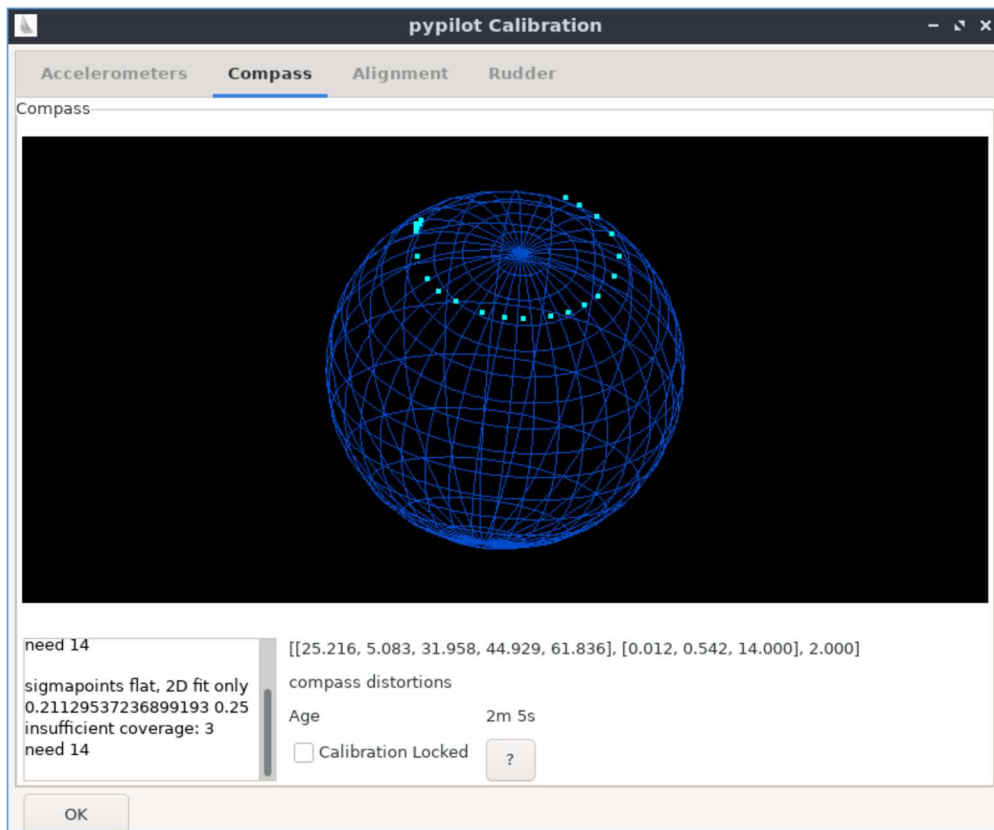 pypilot Calibration
Accelerometers Compass Alignment Rudder
Compass
need 14
sigmapoints flat, 2D fit only
0.21129537236899193 0.25
insufficient coverage: 3
need 14
[[25.216, 5.083, 31.958, 44.929, 61.836], [0.012, 0.542, 14.000], 2.000]
compass distortions
Age 2m 5s
Calibration Locked ?
OK